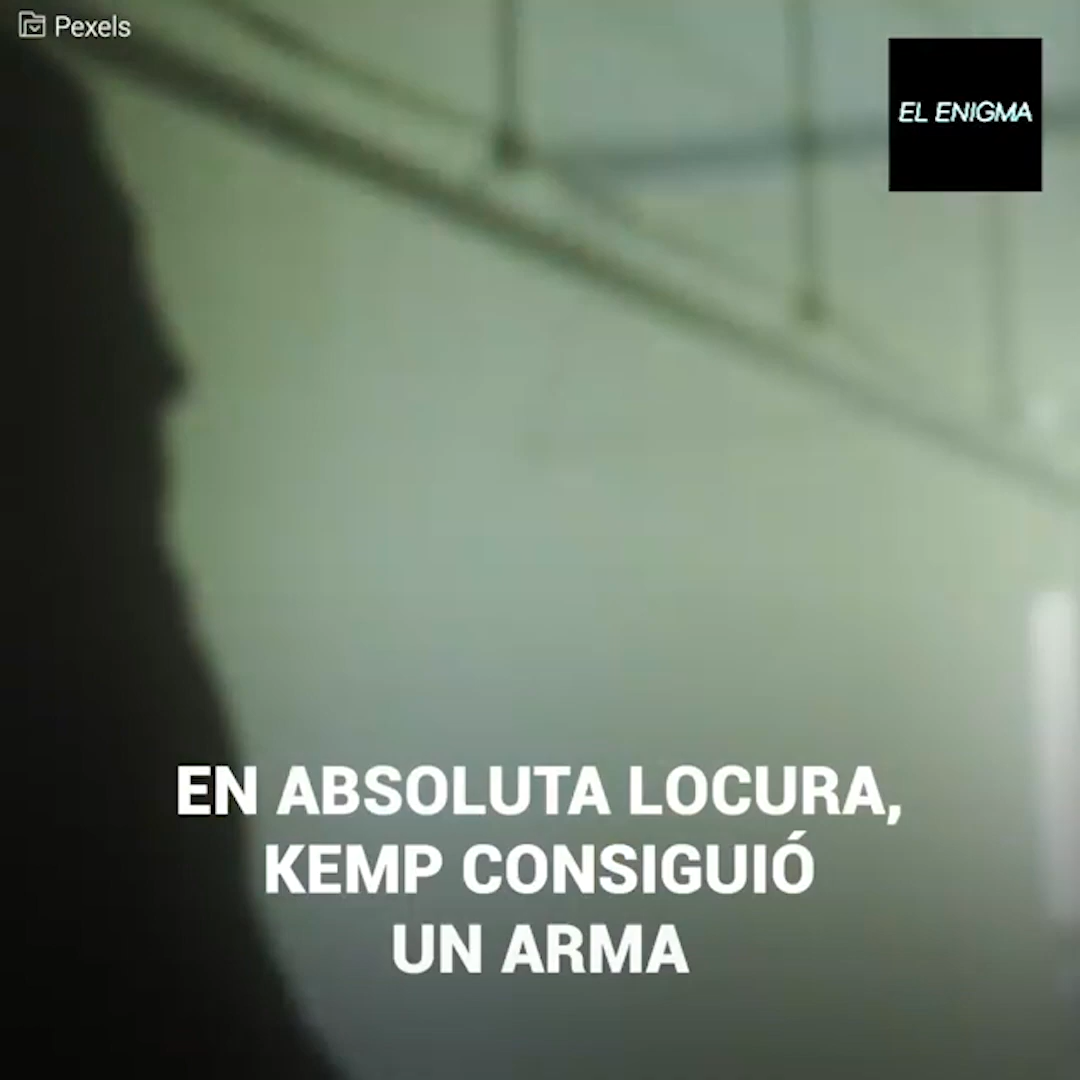 Pexels
EL ENIGMA
EN ABSOLUTA LOCURA,
KEMP CONSIGUIÓ
UN ARMA